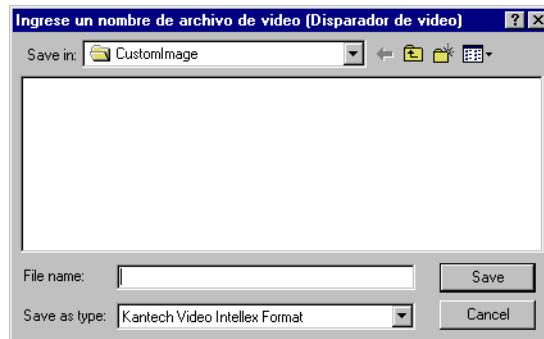 Ingrese un nombre de archivo de video (Disparador de video)
Save in: CustomImage
File name:
Save
Save as type: Kantech Video Intellex Format
Cancel